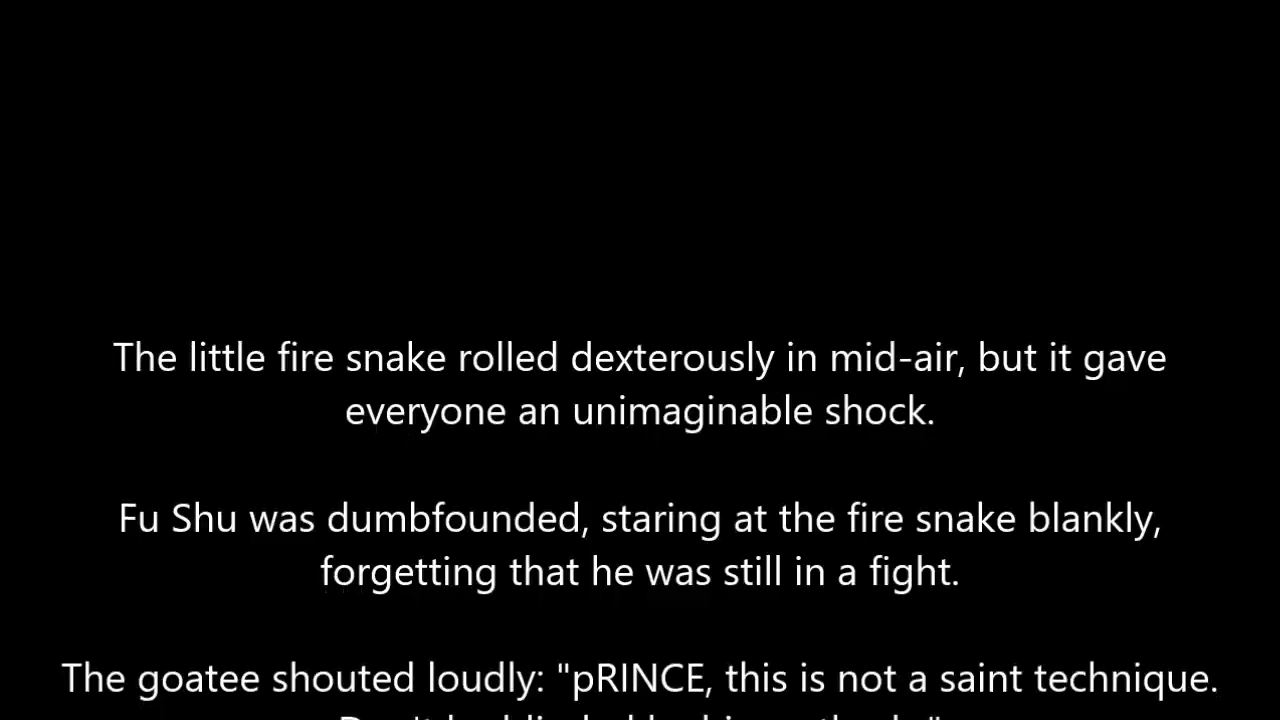 The little fire snake rolled dexterously in mid-air, but it gave
everyone an unimaginable shock.
Fu Shu was dumbfounded, staring at the fire snake blankly,
forgetting that he was still in a fight.
The goatee shouted loudly: "pRINCE, this is not a saint technique.